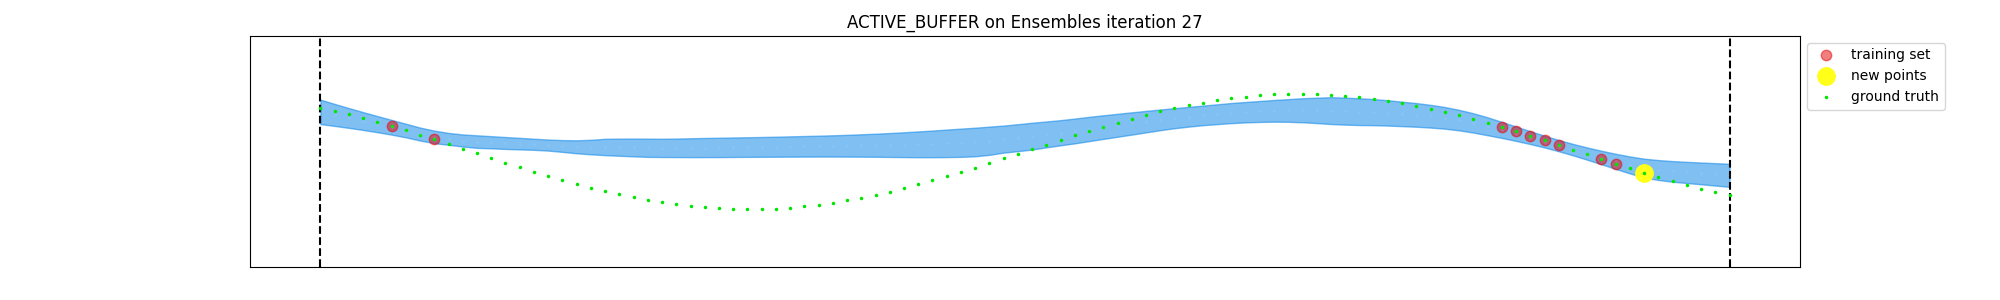 ACTIVE_BUFFER on Ensembles iteration 27
training set
new points
ground truth